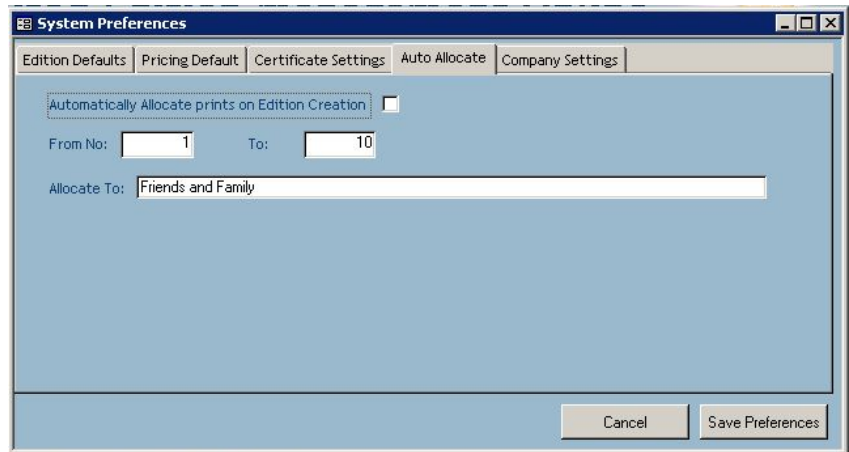 System Preferences
Edition Defaults Pricing Default Certificate Settings Auto Allocate Company Settings
Automatically Allocate prints on Edition Creation
From No: 1 To: 10
Allocate To: Friends and Family
Cancel Save Preferences